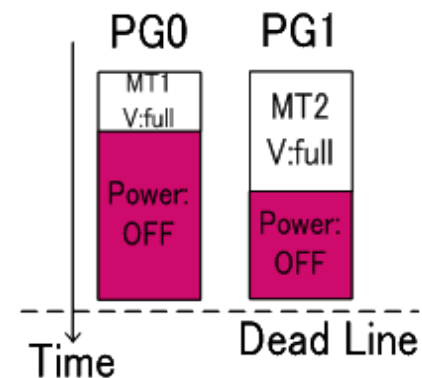 PG0 PG1
MT1
V:full
MT2
V:full
Power:
OFF
Power:
OFF
Dead Line
Time